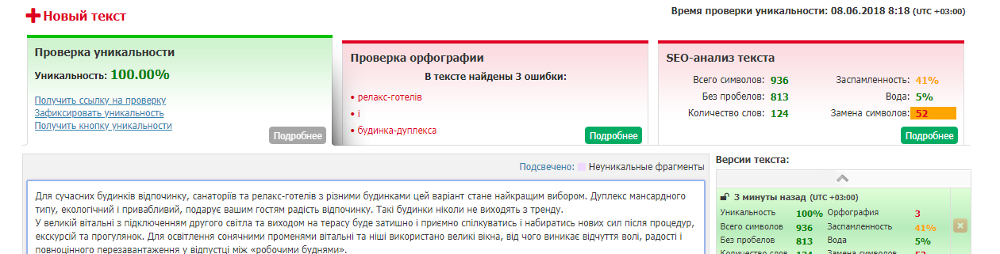 Новый текст
Время проверки уникальности: 08.06.2018 8:18 (UTC +03:00)
Проверка уникальности
Уникальность: 100.00%
Получить ссылку на проверку
Зафиксировать уникальность
Получить кнопку уникальности
Подробнее
Проверка орфографии
В тексте найдены 3 ошибки:
• релакс-готелів
• і
• будинка-дуплекса
Подробнее
SEO-анализ текста
Всего символов: 936 Заспамленность: 41%
Без пробелов: 813 Вода: 5%
Количество слов: 124 Замена символов: 52
Подробнее
Подсвечено: Неуникальные фрагменты
Для сучасних будинків відпочинку, санаторіїв та релакс-готелів з різними будинками цей варіант стане найкращим вибором. Дуплекс мансардного
типу, екологічний і привабливий, подарує вашим гостям радість відпочинку. Такі будинки ніколи не виходять з тренду.
У великій вітальні з підключенням другого світла та виходом на терасу буде затишно і приємно спілкуватись і набиратись нових сил після процедур,
екскурсій та прогулянок. Для освітлення сонячними променями вітальні та ніші використано великі вікна, від чого виникає відчуття волі, радості і
повноцінного перезавантаження у відпустці між «робочими буднями».
Версии текста:
3 минуты назад (UTC +03:00)
Уникальность 100% Орфография 3
Всего символов 936 Заспамленность 41%
Без пробелов 813 Вода 5%
Количество слов 124 Замена символов 52